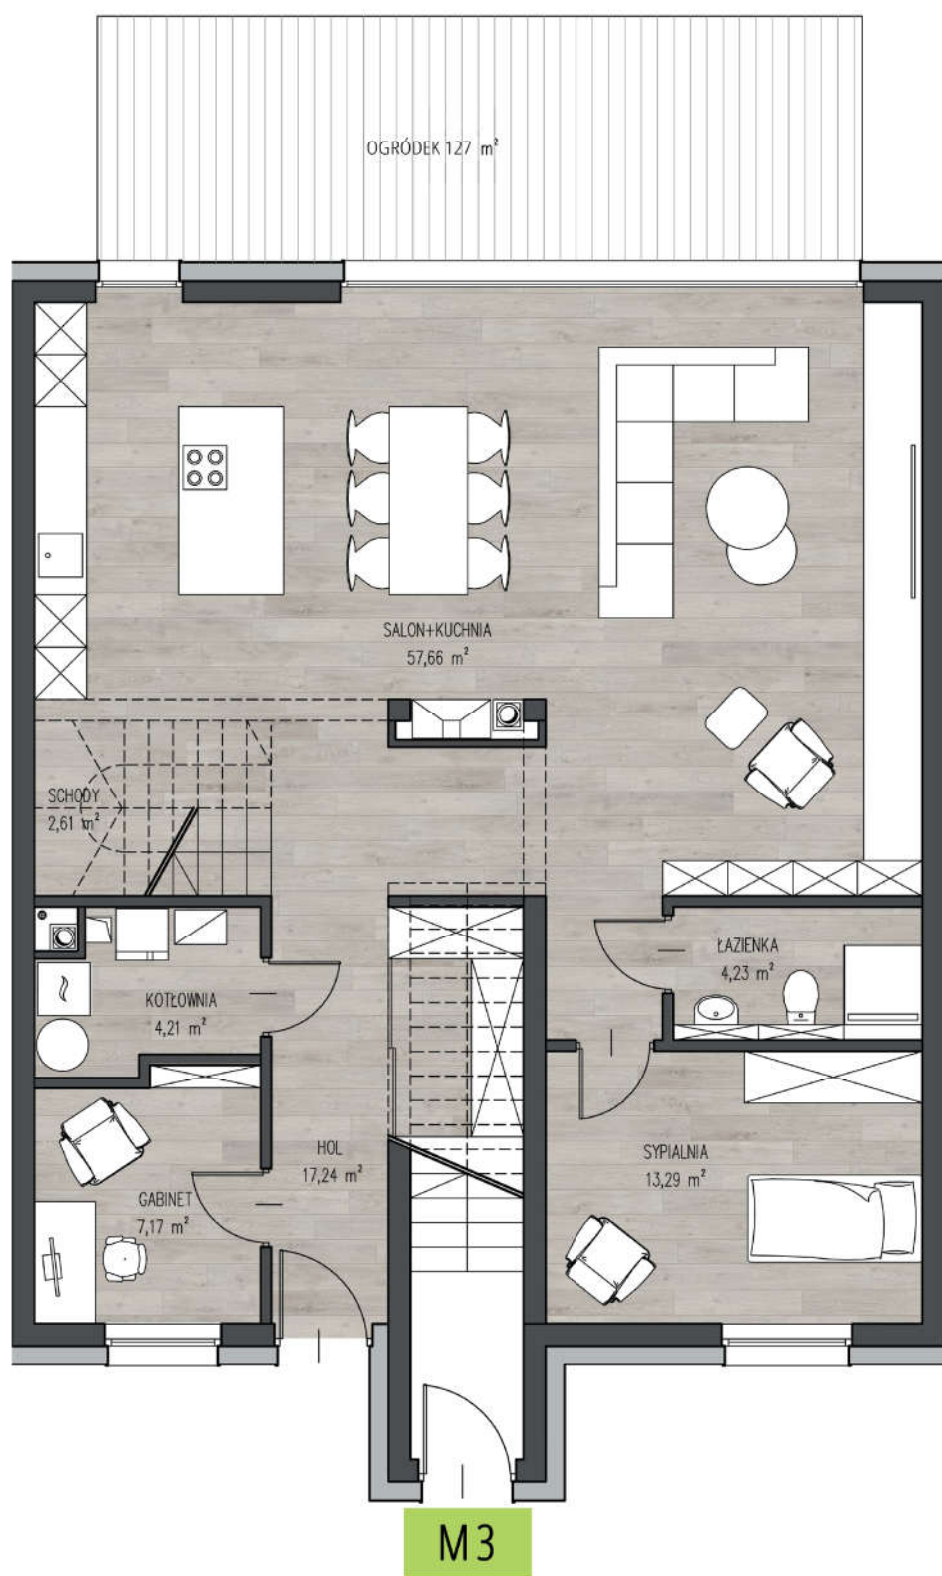 OGRÓDEK 127 m²
SALON+KUCHNIA
57,66 m²
SCHODY
2,61 m²
KOTŁOWNIA
4,21 m²
ŁAZIENKA
4,23 m²
HOL
17,24 m²
SYPIALNIA
13,29 m²
GABINET
7,17 m²
M3